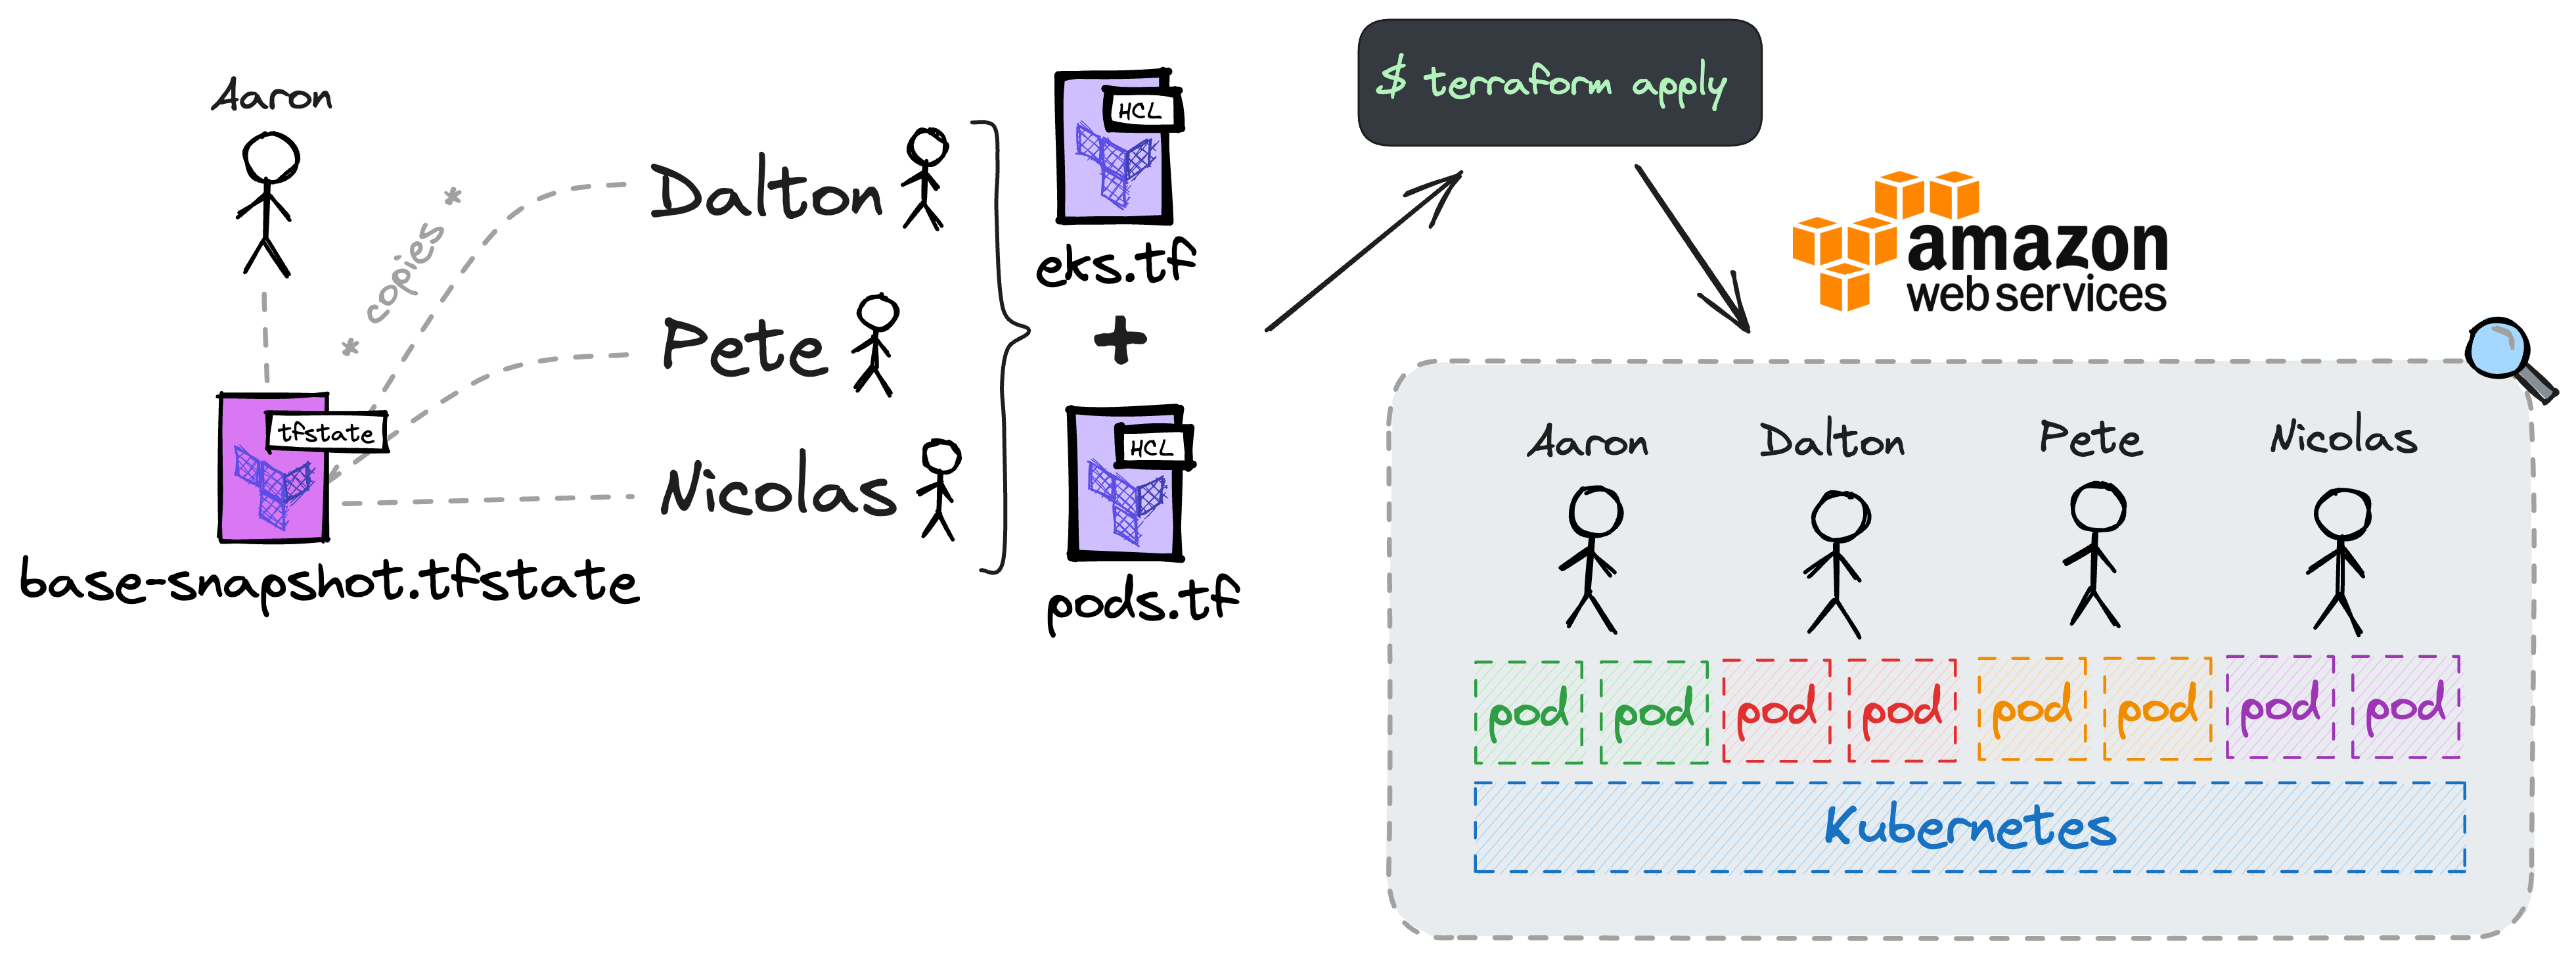 Aaron
* copies *
tfstate
base-snapshot.tfstate
Dalton
Pete
Nicolas
HCL
eks.tf
+
HCL
pods.tf
$ terraform apply
amazon
web services
Aaron Dalton Pete Nicolas
pod pod pod pod pod pod pod pod
Kubernetes